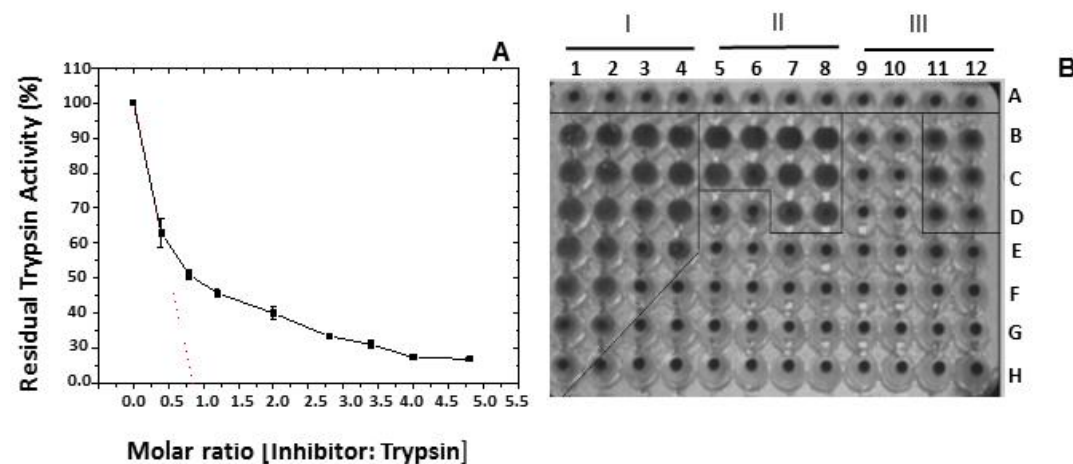 A
Residual Trypsin Activity (%)
110
100
90
80
70
60
50
40
30
0.0
0.0 0.5 1.0 1.5 2.0 2.5 3.0 3.5 4.0 4.5 5.0 5.5
Molar ratio [Inhibitor: Trypsin]
I II III
1 2 3 4 5 6 7 8 9 10 11 12
B
A
B
C
D
E
F
G
H